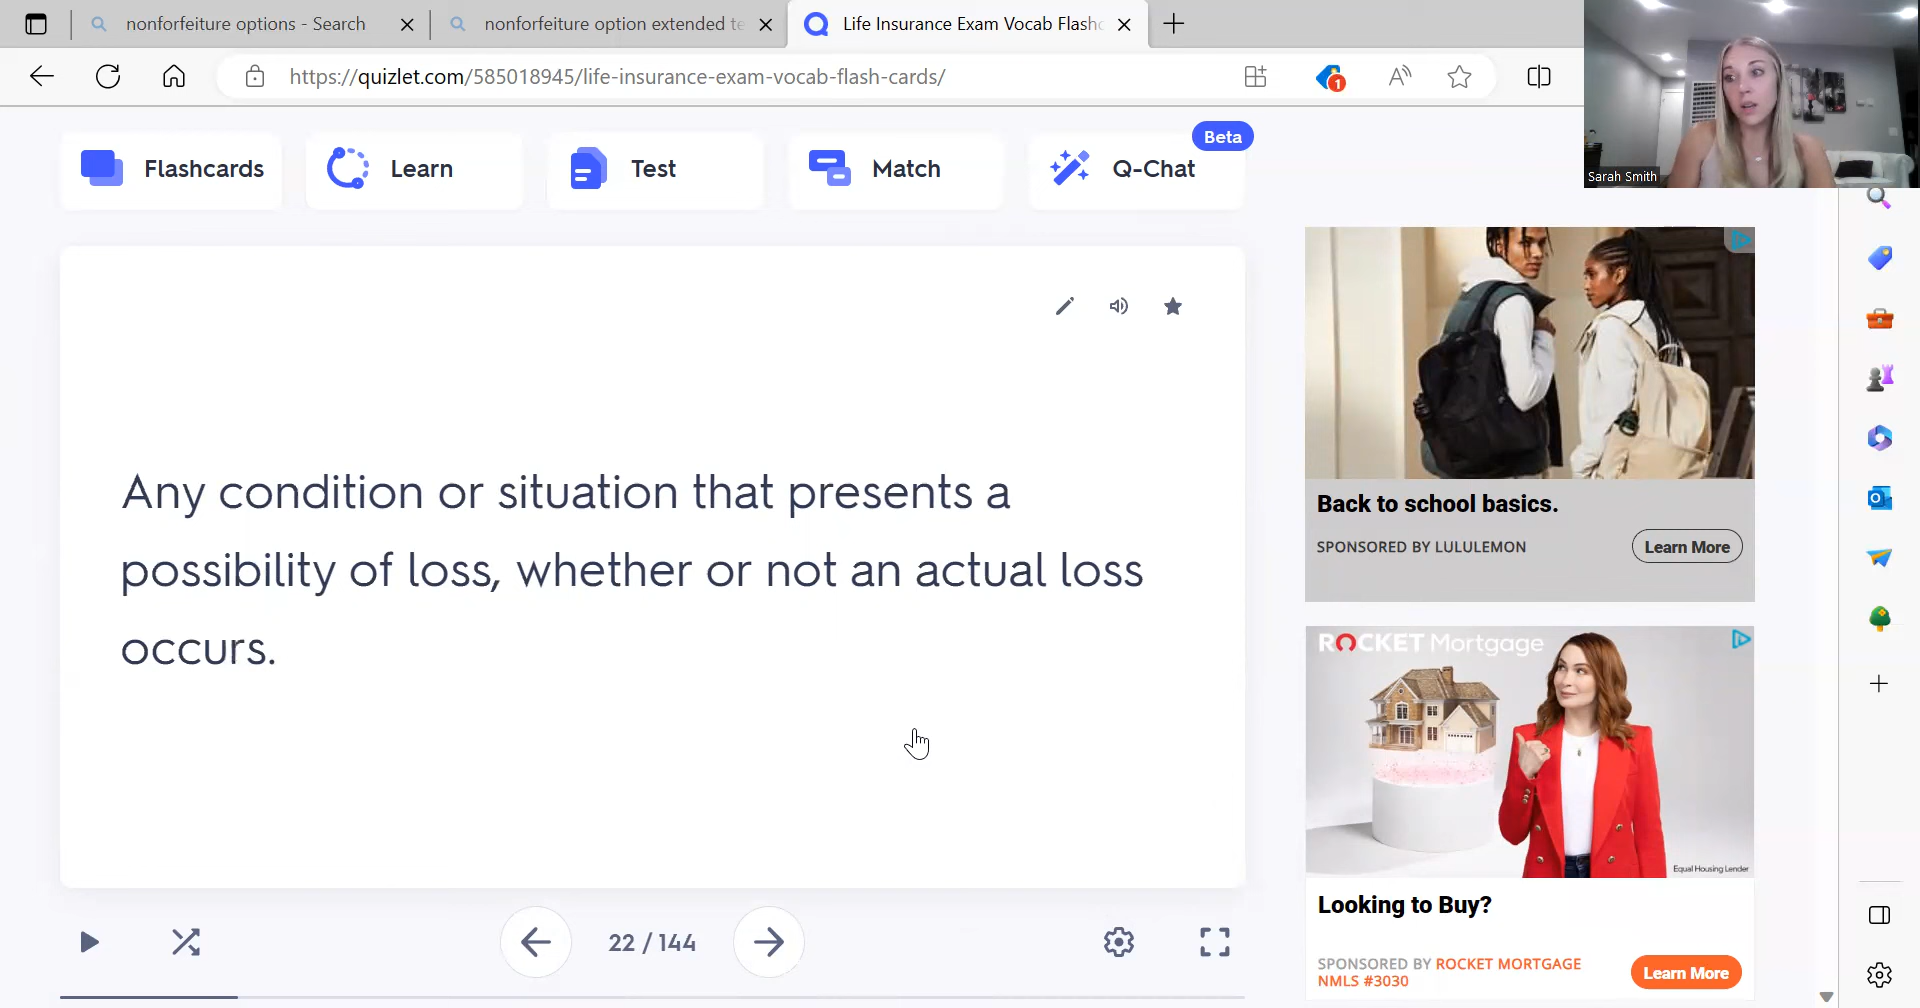 nonforfeiture options - Search
nonforfeiture option extended te
Life Insurance Exam Vocab Flashc
https://quizlet.com/585018945/life-insurance-exam-vocab-flash-cards/
1
Sarah Smith
Flashcards
Learn
Test
Match
Q-Chat
Beta
Any condition or situation that presents a
possibility of loss, whether or not an actual loss
occurs.
22 / 144
Back to school basics.
SPONSORED BY LULULEMON
Learn More
ROCKET Mortgage
Equal Housing Lender
Looking to Buy?
SPONSORED BY ROCKET MORTGAGE
NMLS #3030
Learn More